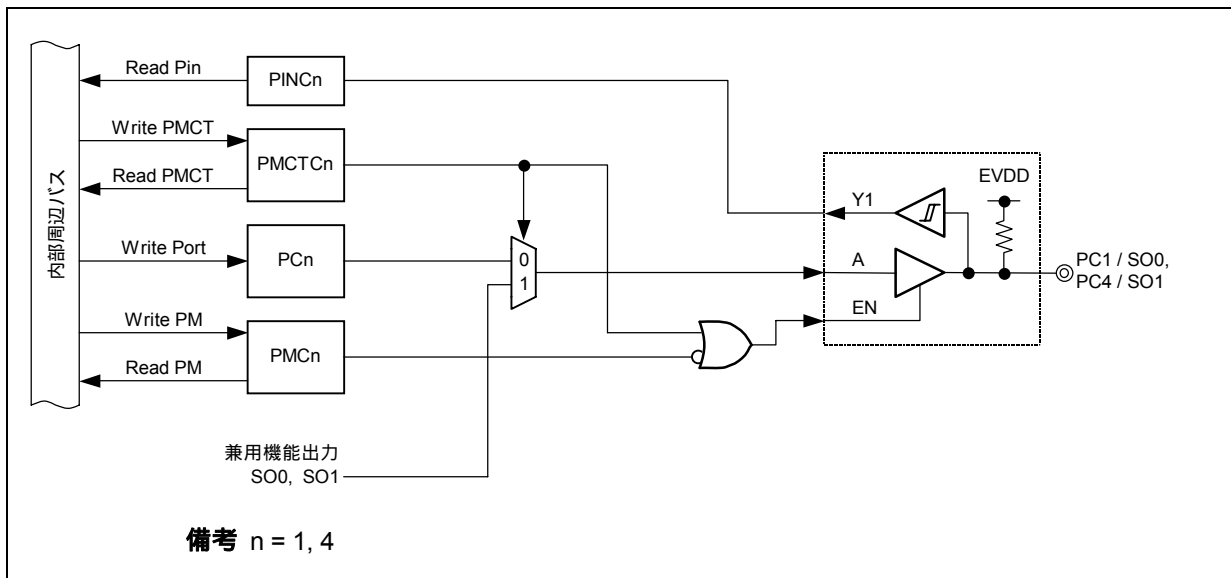 Read Pin
PINCn
Write PMCT
PMCTCn
Read PMCT
内部周辺バス
Write Port
PCn
Write PM
PMCn
Read PM
0
1
EVDD
Y1
A
EN
PC1 / SO0,
PC4 / SO1
兼用機能出力
SO0, SO1
備考 n = 1, 4